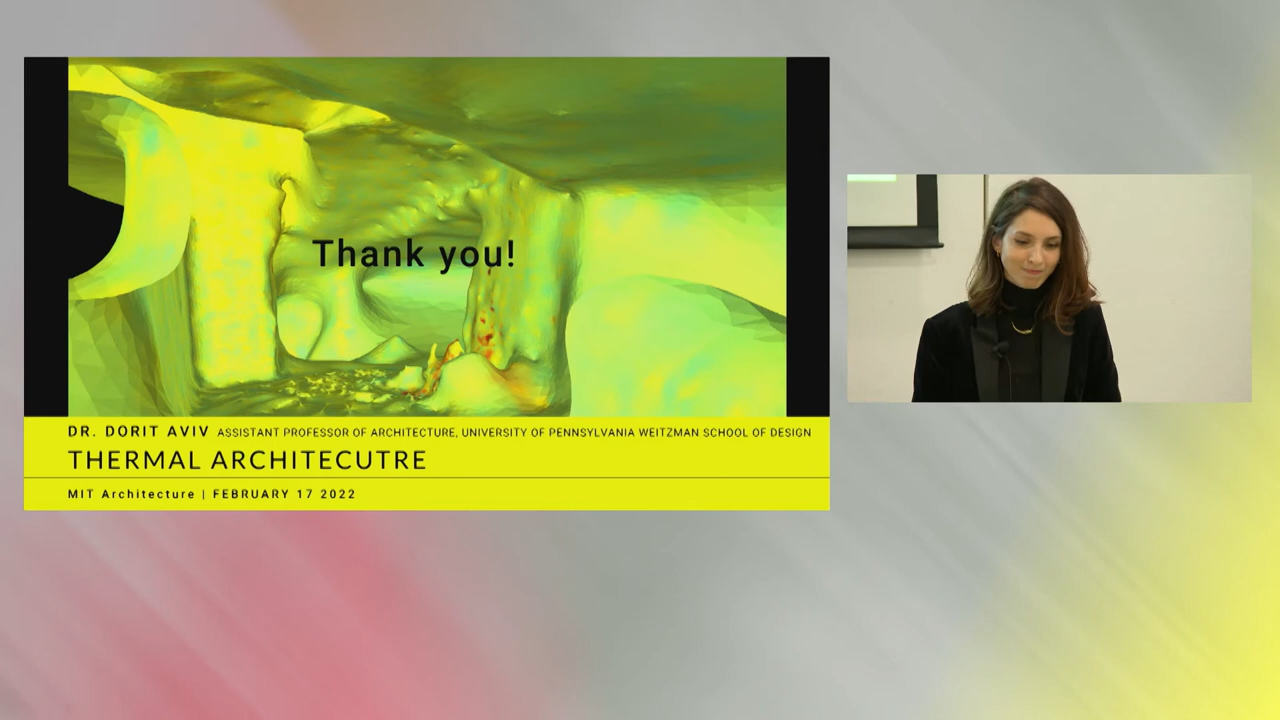 Thank you!
DR. DORIT AVIV ASSISTANT PROFESSOR OF ARCHITECTURE, UNIVERSITY OF PENNSYLVANIA WEITZMAN SCHOOL OF DESIGN
THERMAL ARCHITECUTRE
MIT Architecture | FEBRUARY 17 2022